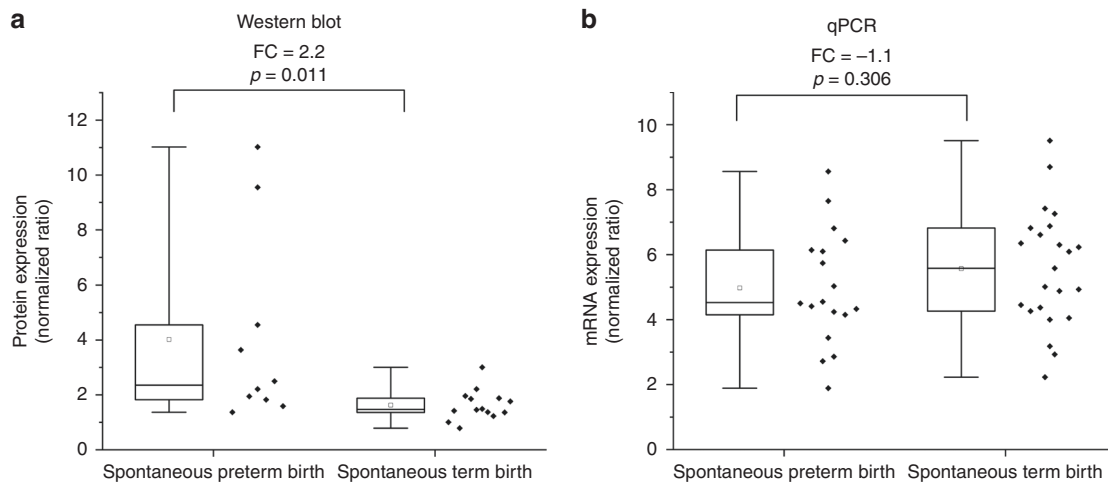 a
Western blot
FC = 2.2
p = 0.011
Protein expression
(normalized ratio)
12
10
8
6
4
2
0
Spontaneous preterm birth
Spontaneous term birth
b
qPCR
FC = –1.1
p = 0.306
mRNA expression
(normalized ratio)
10
8
6
4
2
0
Spontaneous preterm birth
Spontaneous term birth